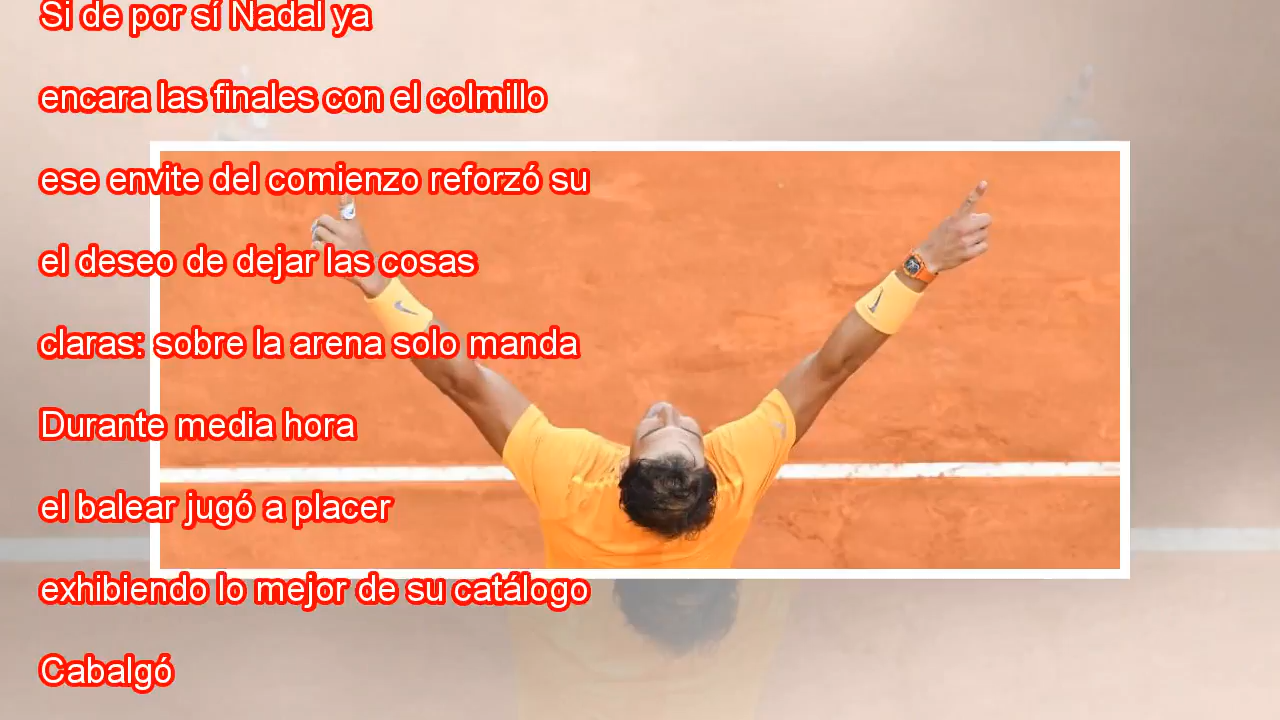 Si de por sí Nadal ya
encara las finales con el colmillo
ese envite del comienzo reforzó su
el deseo de dejar las cosas
claras: sobre la arena solo manda
Durante media hora
el balear jugó a placer
exhibiendo lo mejor de su catálogo
Cabalgó